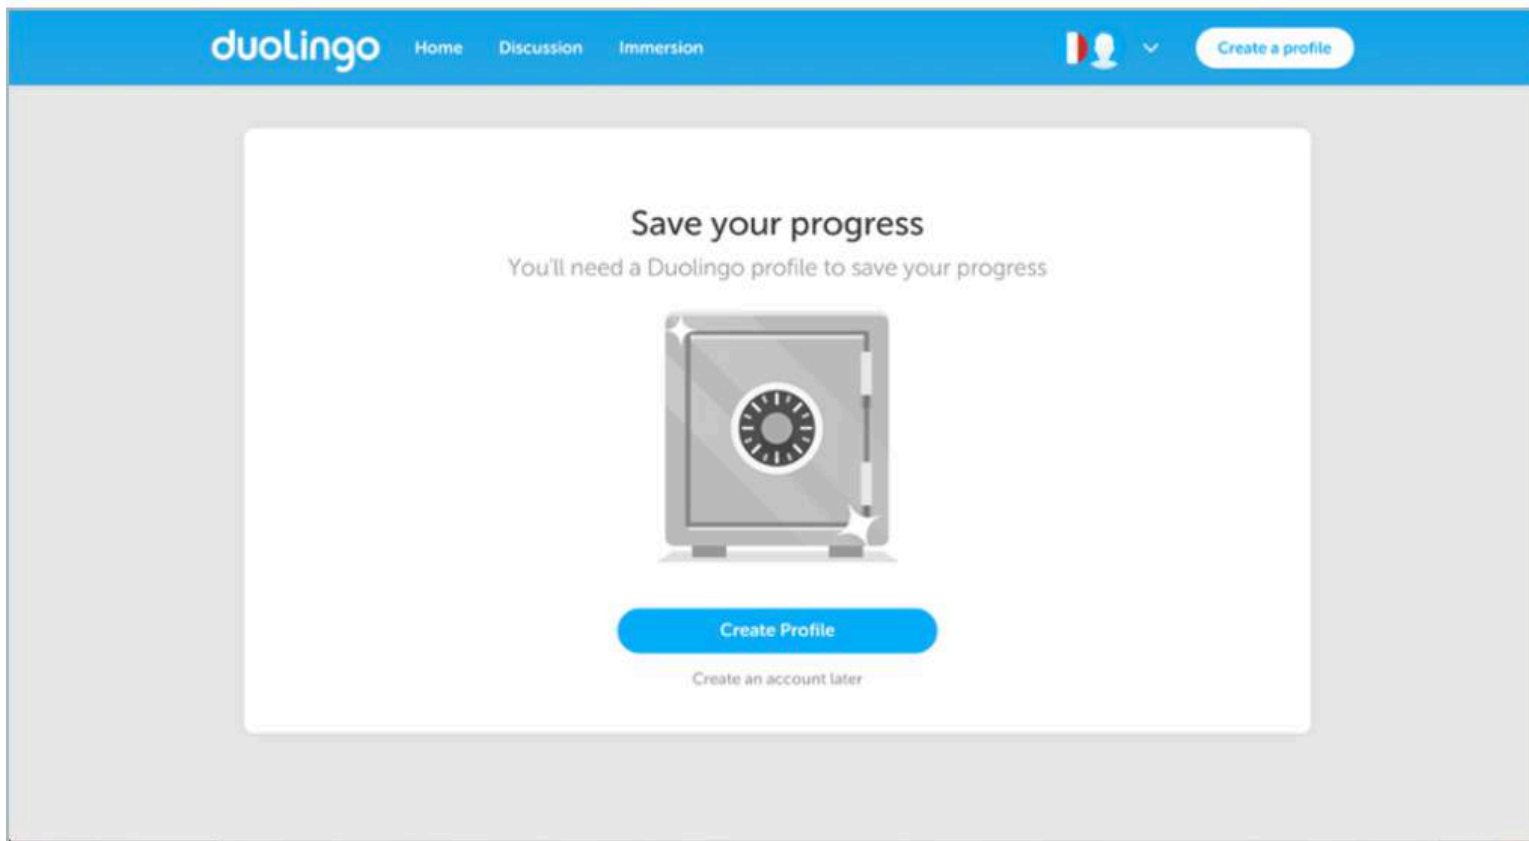 duolingo Home Discussion Immersion Create a profile
Save your progress
You'll need a Duolingo profile to save your progress
Create Profile
Create an account later